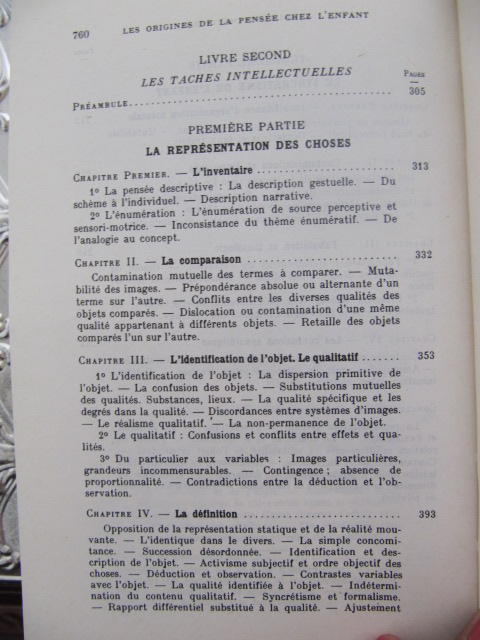 760 LES ORIGINES DE LA PENSÉE CHEZ L'ENFANT
LIVRE SECOND
LES TACHES INTELLECTUELLES
PAGES
PRÉAMBULE. 305
PREMIÈRE PARTIE
LA REPRÉSENTATION DES CHOSES
CHAPITRE PREMIER. — L'inventaire 313
1º La pensée descriptive : La description gestuelle. — Du
schème à l'individuel. — Description narrative.
2º L'énumération : L'énumération de source perceptive et
sensori-motrice. — Inconsistance du thème énumératif. — De
l'analogie au concept.
CHAPITRE II. — La comparaison 332
Contamination mutuelle des termes à comparer. — Muta-
bilité des images. — Prépondérance absolue ou alternante d'un
terme sur l'autre. — Conflits entre les diverses qualités des
objets comparés. — Dislocation ou contamination d'une même
qualité appartenant à différents objets. — Retaille des objets
comparés l'un sur l'autre.
CHAPITRE III. — L'identification de l'objet. Le qualitatif 353
1º L'identification de l'objet : La dispersion primitive de
l'objet. — La confusion des objets. — Substitutions mutuelles
des qualités. Substances, lieux. — La qualité spécifique et les
degrés dans la qualité. — Discordances entre systèmes d'images.
— Le réalisme qualitatif. — La non-permanence de l'objet.
2º Le qualitatif : Confusions et conflits entre effets et qua-
lités.
3º Du particulier aux variables : Images particulières,
grandeurs incommensurables. — Contingence ; absence de
proportionnalité. — Contradictions entre la déduction et l'ob-
servation.
CHAPITRE IV. — La définition 393
Opposition de la représentation statique et de la réalité mou-
vante. — L'identique dans le divers. — La simple concomi-
tance. — Succession désordonnée. — Identification et des-
cription de l'objet. — Activisme subjectif et ordre objectif des
choses. — Déduction et observation. — Contrastes variables
avec l'objet. — La qualité identifiée à l'objet. — Indétermi-
nation du contenu qualitatif. — Syncrétisme et formalisme.
— Rapport différentiel substitué à la qualité. — Ajustement